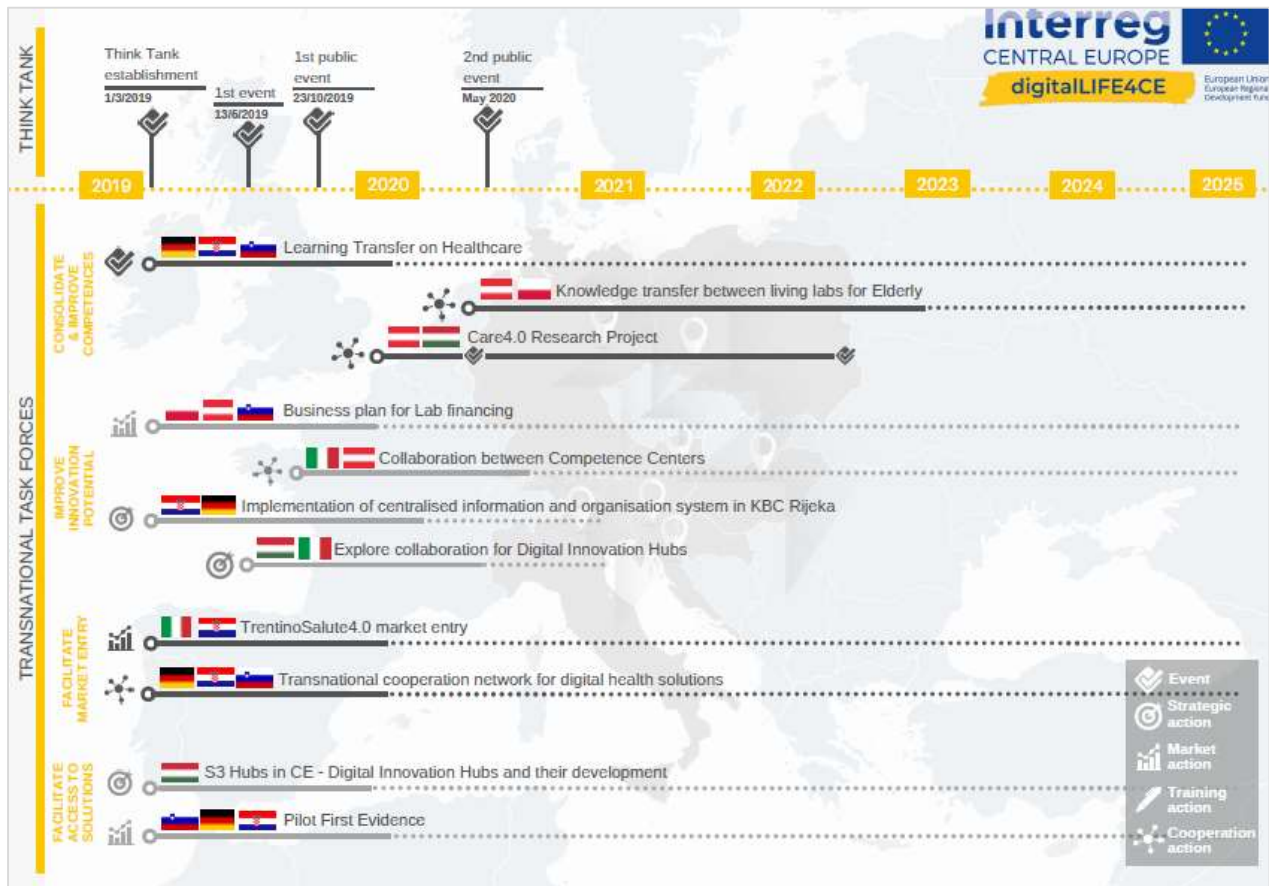 THINK TANK
Think Tank
establishment
1/3/2019
1st event
13/6/2019
1st public
event
23/10/2019
2nd public
event
May 2020
Interreg
CENTRAL EUROPE
digitalLIFE4CE
European Union
European Regional
Development Fund
2019
2020
2021
2022
2023
2024
2025
TRANSNATIONAL TASK FORCES
CONSOLIDATE
& IMPROVE
COMPETENCES
Learning Transfer on Healthcare
Knowledge transfer between living labs for Elderly
Care4.0 Research Project
IMPROVE
INNOVATION
POTENTIAL
Business plan for Lab financing
Collaboration between Competence Centers
Implementation of centralised information and organisation system in KBC Rijeka
Explore collaboration for Digital Innovation Hubs
FACILITATE
MARKET ENTRY
TrentinoSalute4.0 market entry
Transnational cooperation network for digital health solutions
FACILITATE
ACCESS TO
SOLUTIONS
S3 Hubs in CE - Digital Innovation Hubs and their development
Pilot First Evidence
Event
Strategic
action
Market
action
Training
action
Cooperation
action